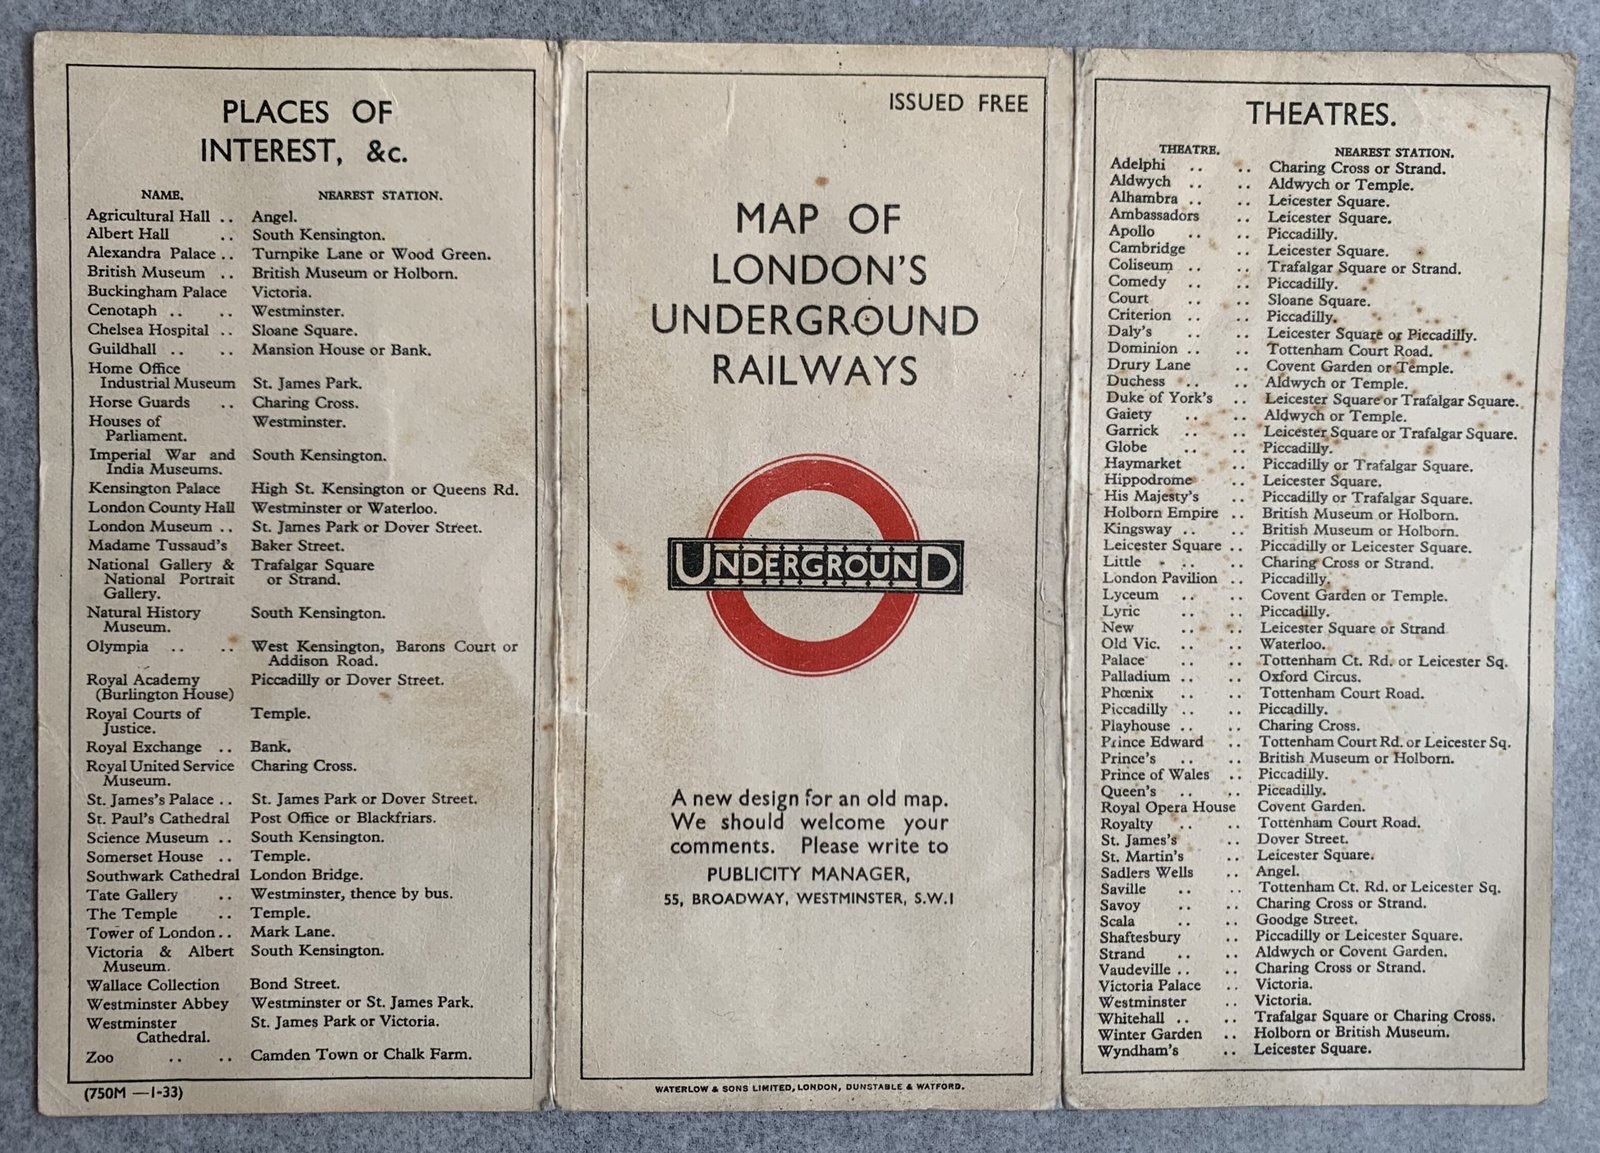 PLACES OF
INTEREST, &c.
NAME. NEAREST STATION.
Agricultural Hall .. Angel.
Albert Hall .. South Kensington.
Alexandra Palace .. Turnpike Lane or Wood Green.
British Museum .. British Museum or Holborn.
Buckingham Palace Victoria.
Cenotaph .. .. Westminster.
Chelsea Hospital .. Sloane Square.
Guildhall .. .. Mansion House or Bank.
Home Office
Industrial Museum St. James Park.
Horse Guards .. Charing Cross.
Houses of Westminster.
Parliament.
Imperial War and South Kensington.
India Museums.
Kensington Palace High St. Kensington or Queens Rd.
London County Hall Westminster or Waterloo.
London Museum .. St. James Park or Dover Street.
Madame Tussaud's Baker Street.
National Gallery & Trafalgar Square
National Portrait or Strand.
Gallery.
Natural History South Kensington.
Museum.
Olympia .. .. West Kensington, Barons Court or
Addison Road.
Royal Academy Piccadilly or Dover Street.
(Burlington House)
Royal Courts of Temple.
Justice.
Royal Exchange .. Bank.
Royal United Service Charing Cross.
Museum.
St. James's Palace .. St. James Park or Dover Street.
St. Paul's Cathedral Post Office or Blackfriars.
Science Museum .. South Kensington.
Somerset House .. Temple.
Southwark Cathedral London Bridge.
Tate Gallery .. Westminster, thence by bus.
The Temple .. Temple.
Tower of London .. Mark Lane.
Victoria & Albert South Kensington.
Museum.
Wallace Collection Bond Street.
Westminster Abbey Westminster or St. James Park.
Westminster St. James Park or Victoria.
Cathedral.
Zoo .. .. Camden Town or Chalk Farm.
(750M —1-33)
ISSUED FREE
MAP OF
LONDON'S
UNDERGROUND
RAILWAYS
UNDERGROUND
A new design for an old map.
We should welcome your
comments. Please write to
PUBLICITY MANAGER,
55, BROADWAY, WESTMINSTER, S.W.1
WATERLOW & SONS LIMITED, LONDON, DUNSTABLE & WATFORD.
THEATRES.
THEATRE. NEAREST STATION.
Adelphi .. .. Charing Cross or Strand.
Aldwych .. .. Aldwych or Temple.
Alhambra .. .. Leicester Square.
Ambassadors .. Leicester Square.
Apollo .. .. Piccadilly.
Cambridge .. Leicester Square.
Coliseum .. .. Trafalgar Square or Strand.
Comedy .. .. Piccadilly.
Court .. .. Sloane Square.
Criterion .. .. Piccadilly.
Daly's .. .. Leicester Square or Piccadilly.
Dominion .. .. Tottenham Court Road.
Drury Lane .. Covent Garden or Temple.
Duchess .. .. Aldwych or Temple.
Duke of York's .. Leicester Square or Trafalgar Square.
Gaiety .. .. Aldwych or Temple.
Garrick .. .. Leicester Square or Trafalgar Square.
Globe .. .. Piccadilly.
Haymarket .. Piccadilly or Trafalgar Square.
Hippodrome .. Leicester Square.
His Majesty's .. Piccadilly or Trafalgar Square.
Holborn Empire .. British Museum or Holborn.
Kingsway .. .. British Museum or Holborn.
Leicester Square .. Piccadilly or Leicester Square.
Little .. .. Charing Cross or Strand.
London Pavilion .. Piccadilly.
Lyceum .. .. Covent Garden or Temple.
Lyric .. .. Piccadilly.
New .. .. Leicester Square or Strand
Old Vic. .. .. Waterloo.
Palace .. .. Tottenham Ct. Rd. or Leicester Sq.
Palladium .. .. Oxford Circus.
Phœnix .. .. Tottenham Court Road.
Piccadilly .. .. Piccadilly.
Playhouse .. .. Charing Cross.
Prince Edward .. Tottenham Court Rd. or Leicester Sq.
Prince's .. .. British Museum or Holborn.
Prince of Wales .. Piccadilly.
Queen's .. .. Piccadilly.
Royal Opera House Covent Garden.
Royalty .. .. Tottenham Court Road.
St. James's .. Dover Street.
St. Martin's .. Leicester Square.
Sadlers Wells .. Angel.
Saville .. .. Tottenham Ct. Rd. or Leicester Sq.
Savoy .. .. Charing Cross or Strand.
Scala .. .. Goodge Street.
Shaftesbury .. Piccadilly or Leicester Square.
Strand .. .. Aldwych or Covent Garden.
Vaudeville .. .. Charing Cross or Strand.
Victoria Palace .. Victoria.
Westminster .. Victoria.
Whitehall .. .. Trafalgar Square or Charing Cross.
Winter Garden .. Holborn or British Museum.
Wyndham's .. Leicester Square.